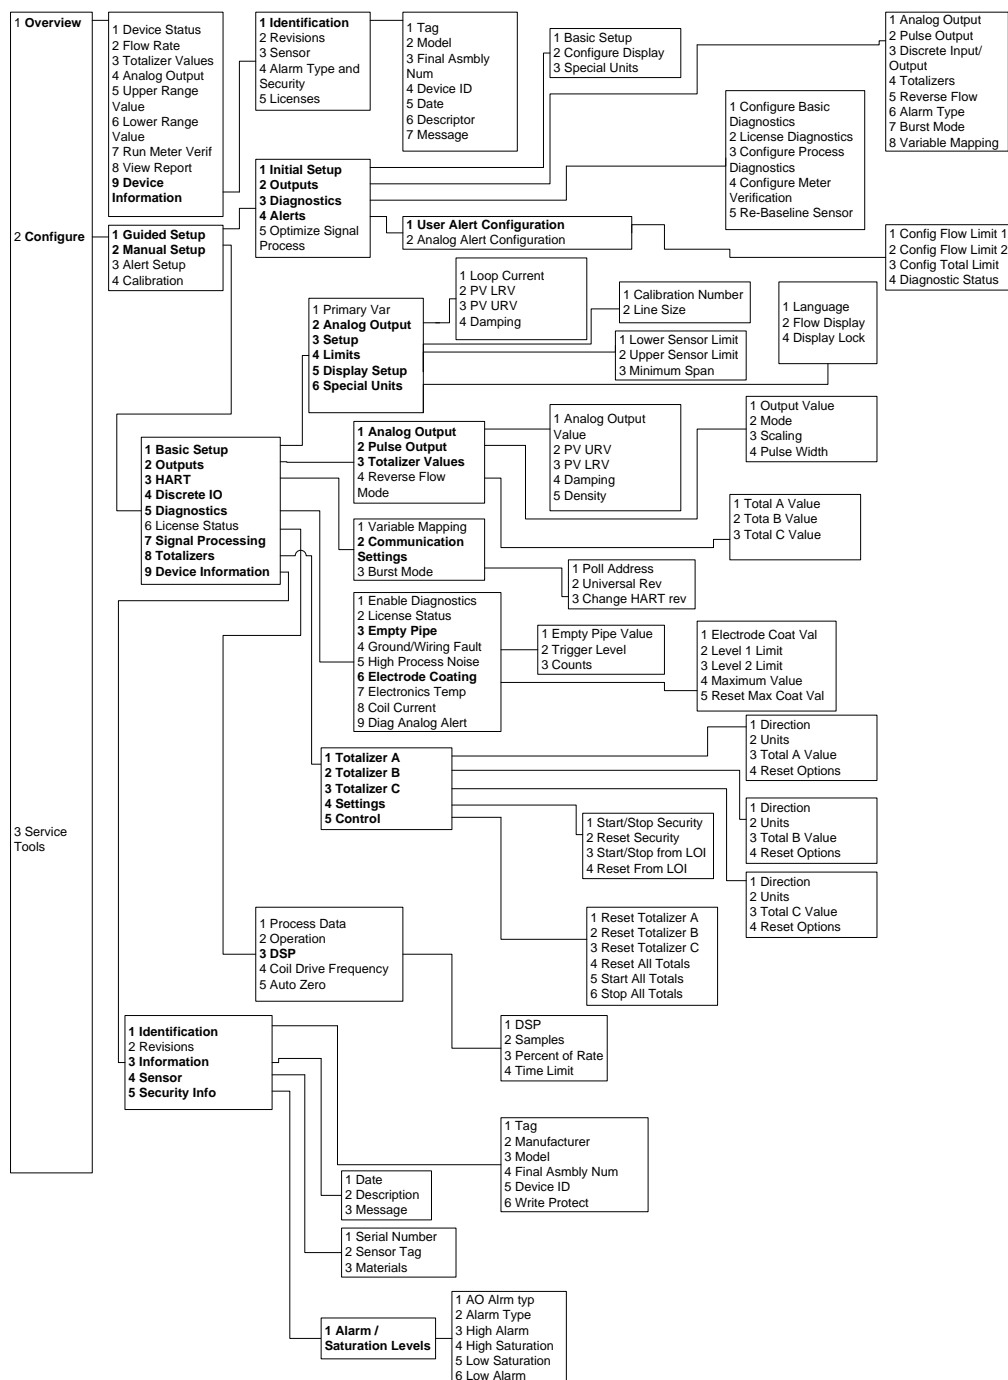 1 Overview
1 Device Status
2 Flow Rate
3 Totalizer Values
4 Analog Output
5 Upper Range
Value
6 Lower Range
Value
7 Run Meter Verif
8 View Report
9 Device
Information
1 Identification
2 Revisions
3 Sensor
4 Alarm Type and
Security
5 Licenses
1 Tag
2 Model
3 Final Asmbly
Num
4 Device ID
5 Date
6 Descriptor
7 Message
2 Configure
1 Guided Setup
2 Manual Setup
3 Alert Setup
4 Calibration
1 Initial Setup
2 Outputs
3 Diagnostics
4 Alerts
5 Optimize Signal
Process
1 Basic Setup
2 Configure Display
3 Special Units
1 Analog Output
2 Pulse Output
3 Discrete Input/
Output
4 Totalizers
5 Reverse Flow
6 Alarm Type
7 Burst Mode
8 Variable Mapping
1 Configure Basic
Diagnostics
2 License Diagnostics
3 Configure Process
Diagnostics
4 Configure Meter
Verification
5 Re-Baseline Sensor
1 User Alert Configuration
2 Analog Alert Configuration
1 Config Flow Limit 1
2 Config Flow Limit 2
3 Config Total Limit
4 Diagnostic Status
1 Basic Setup
2 Outputs
3 HART
4 Discrete IO
5 Diagnostics
6 License Status
7 Signal Processing
8 Totalizers
9 Device Information
1 Primary Var
2 Analog Output
3 Setup
4 Limits
5 Display Setup
6 Special Units
1 Loop Current
2 PV LRV
3 PV URV
4 Damping
1 Calibration Number
2 Line Size
1 Lower Sensor Limit
2 Upper Sensor Limit
3 Minimum Span
1 Language
2 Flow Display
4 Display Lock
1 Analog Output
2 Pulse Output
3 Totalizer Values
4 Reverse Flow
Mode
1 Analog Output
Value
2 PV URV
3 PV LRV
4 Damping
5 Density
1 Output Value
2 Mode
3 Scaling
4 Pulse Width
1 Total A Value
2 Tota B Value
3 Total C Value
1 Variable Mapping
2 Communication
Settings
3 Burst Mode
1 Poll Address
2 Universal Rev
3 Change HART rev
1 Enable Diagnostics
2 License Status
3 Empty Pipe
4 Ground/Wiring Fault
5 High Process Noise
6 Electrode Coating
7 Electronics Temp
8 Coil Current
9 Diag Analog Alert
1 Empty Pipe Value
2 Trigger Level
3 Counts
1 Electrode Coat Val
2 Level 1 Limit
3 Level 2 Limit
4 Maximum Value
5 Reset Max Coat Val
1 Totalizer A
2 Totalizer B
3 Totalizer C
4 Settings
5 Control
1 Direction
2 Units
3 Total A Value
4 Reset Options
1 Direction
2 Units
3 Total B Value
4 Reset Options
1 Direction
2 Units
3 Total C Value
4 Reset Options
1 Start/Stop Security
2 Reset Security
3 Start/Stop from LOI
4 Reset From LOI
1 Reset Totalizer A
2 Reset Totalizer B
3 Reset Totalizer C
4 Reset All Totals
5 Start All Totals
6 Stop All Totals
3 Service
Tools
1 Process Data
2 Operation
3 DSP
4 Coil Drive Frequency
5 Auto Zero
1 DSP
2 Samples
3 Percent of Rate
4 Time Limit
1 Identification
2 Revisions
3 Information
4 Sensor
5 Security Info
1 Tag
2 Manufacturer
3 Model
4 Final Asmbly Num
5 Device ID
6 Write Protect
1 Date
2 Description
3 Message
1 Serial Number
2 Sensor Tag
3 Materials
1 Alarm /
Saturation Levels
1 AO Alrm typ
2 Alarm Type
3 High Alarm
4 High Saturation
5 Low Saturation
6 Low Alarm